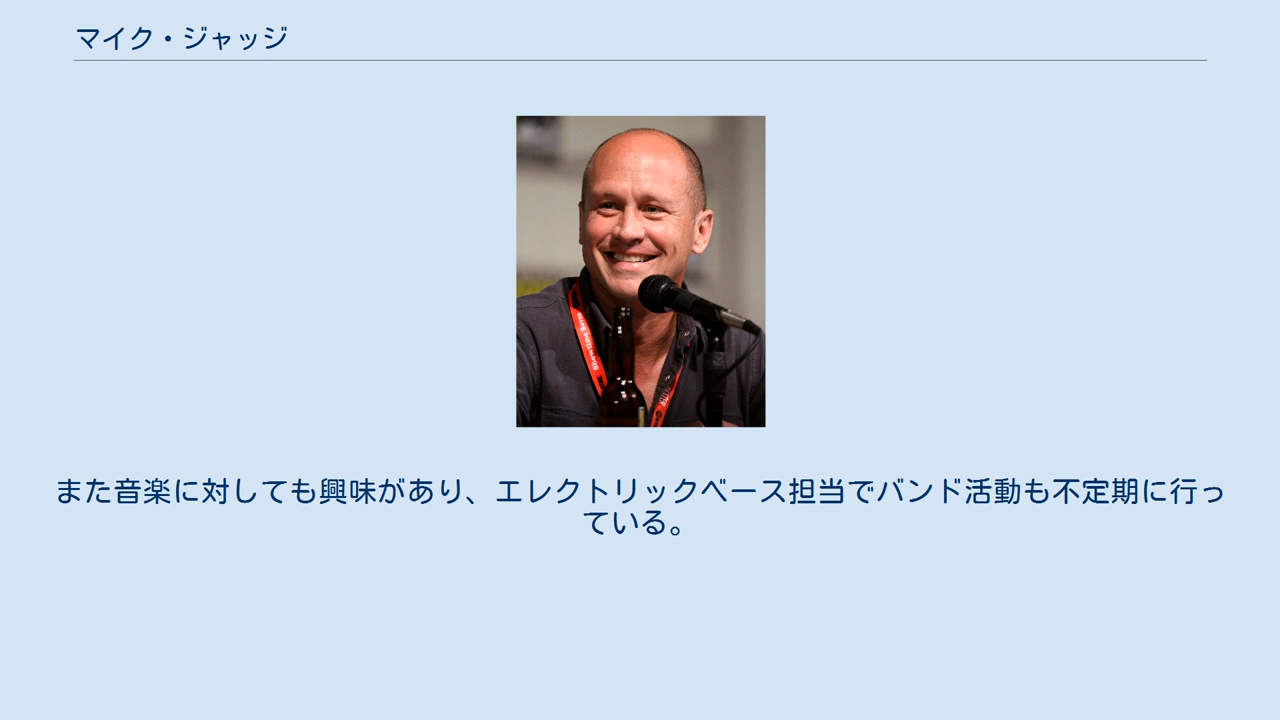 マイク・ジャッジ
Showtime Sets
また音楽に対しても興味があり、エレクトリックベース担当でバンド活動も不定期に行っ
ている。